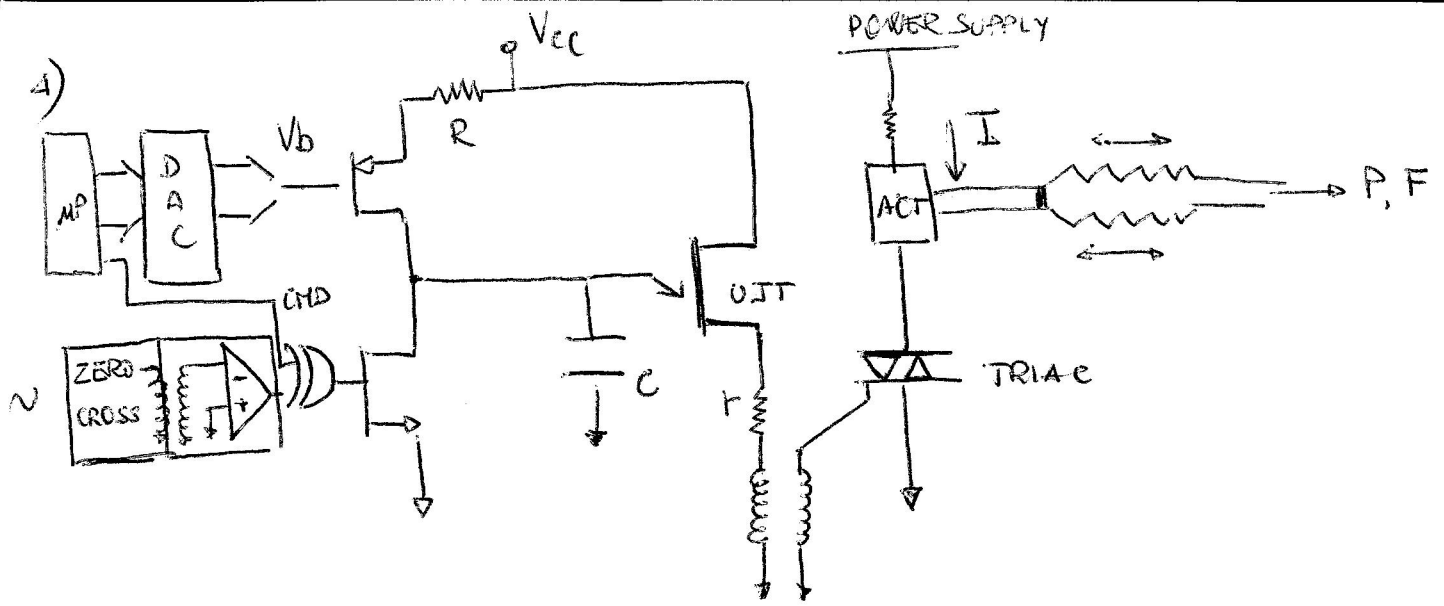 4)
Vcc
POWER SUPPLY
R
I
Vb
MP
D
A
C
ACT
P, F
CMD
UJT
ZERO
CROSS
-
+
C
r
TRIAC
~